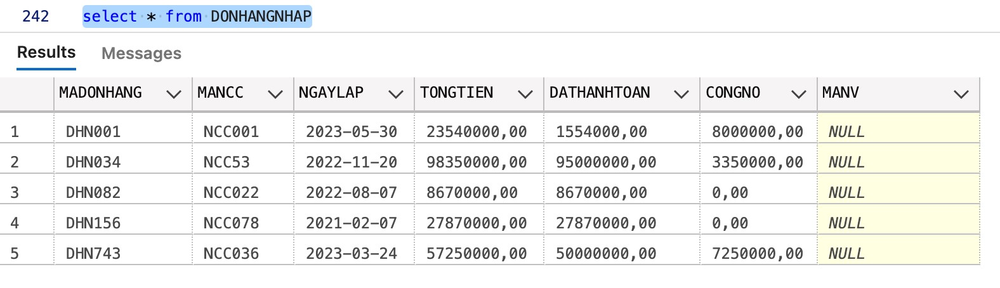 242 select * from DONHANGNHAP
Results Messages
MADONHANG MANCC NGAYLAP TONGTIEN DATHANHTOAN CONGNO MANV
1 DHN001 NCC001 2023-05-30 23540000,00 1554000,00 8000000,00 NULL
2 DHN034 NCC53 2022-11-20 98350000,00 95000000,00 3350000,00 NULL
3 DHN082 NCC022 2022-08-07 8670000,00 8670000,00 0,00 NULL
4 DHN156 NCC078 2021-02-07 27870000,00 27870000,00 0,00 NULL
5 DHN743 NCC036 2023-03-24 57250000,00 50000000,00 7250000,00 NULL